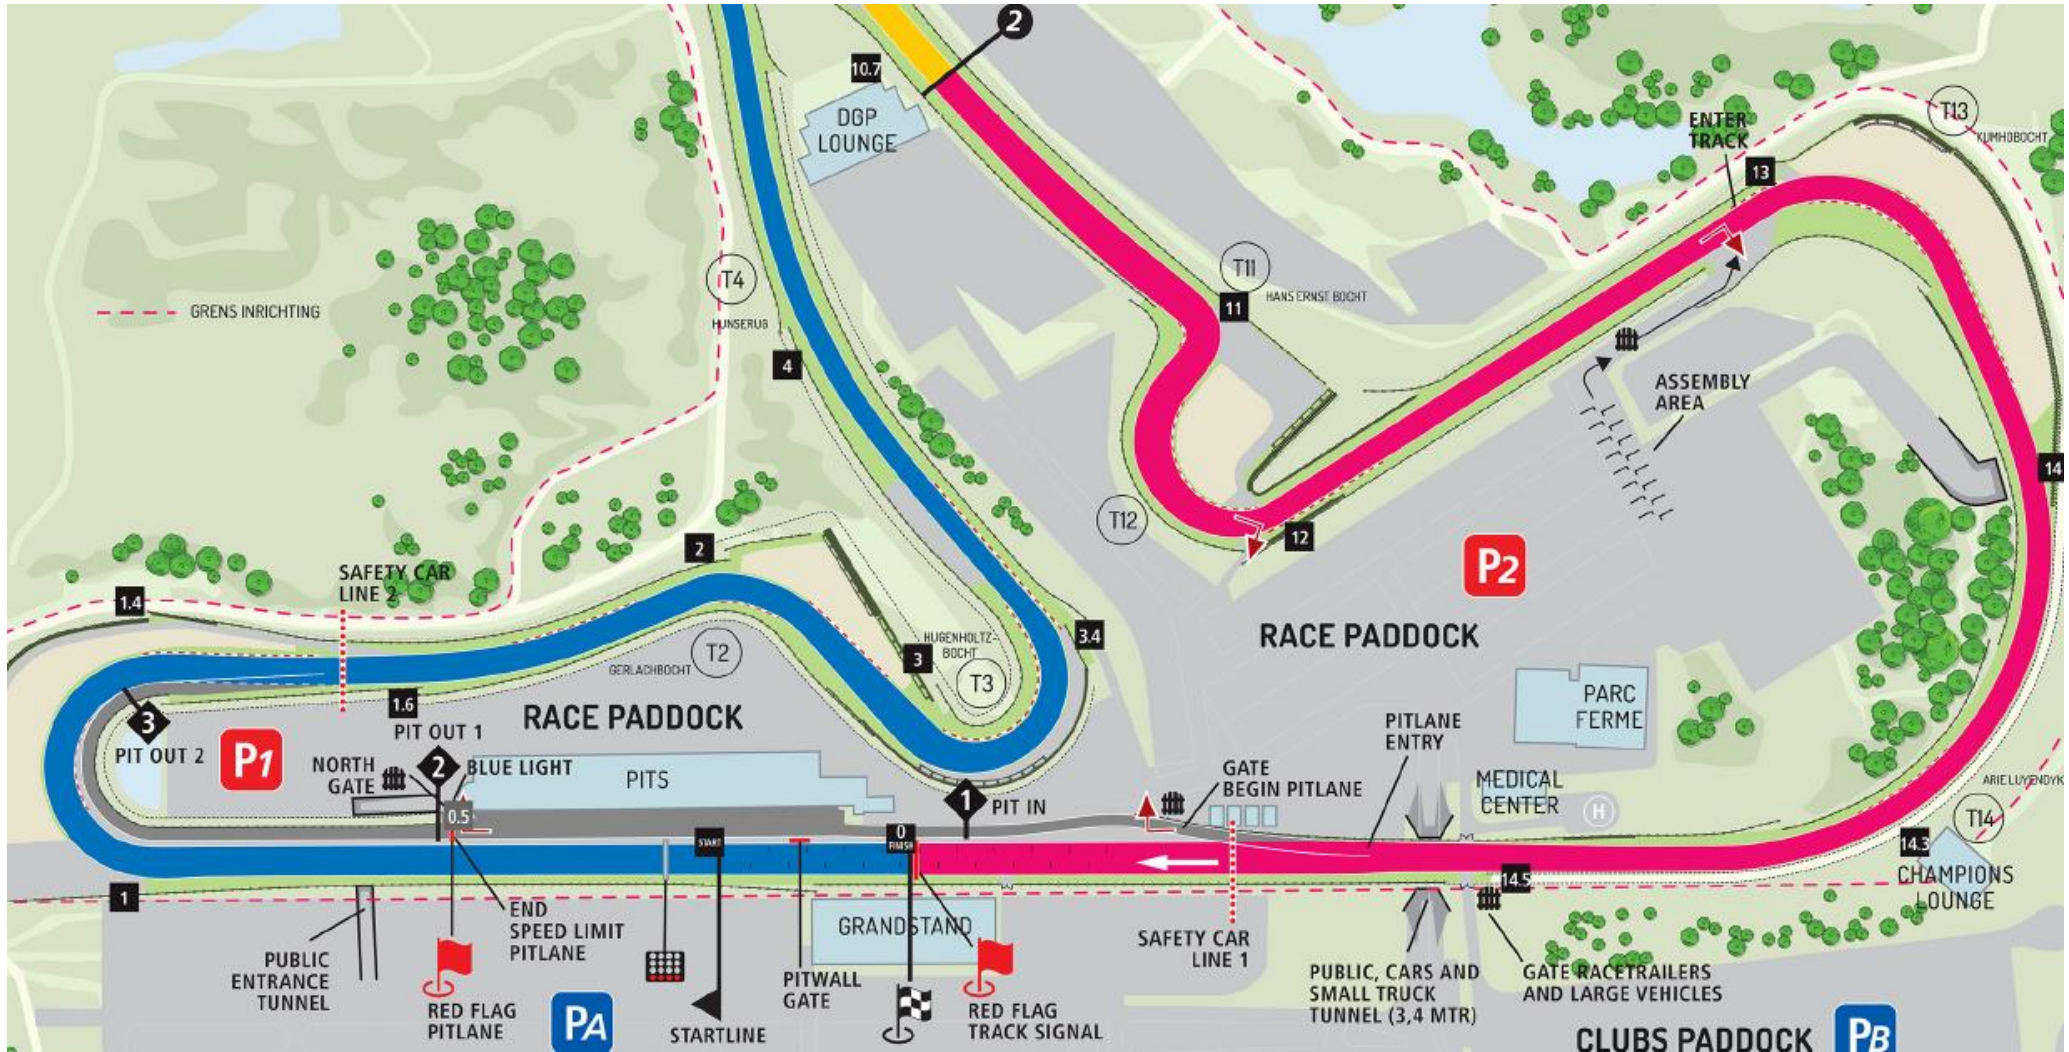 2
10.7
DGP
LOUNGE
ENTER
TRACK
T13
KUMHOBOCHT
13
T4
HUNSERUG
T11
HANS ERNST BOCHT
11
GRENS INRICHTING
4
ASSEMBLY
AREA
14
T12
12
P2
2
SAFETY CAR
LINE 2
1.4
RACE PADDOCK
3.4
HUGENHOLTZ-
BOCHT
3
T3
T2
GERLACHBOCHT
1.6
RACE PADDOCK
PARC
FERME
3
PIT OUT 2
P1
PIT OUT 1
2
NORTH
GATE
BLUE LIGHT
PITS
1
PIT IN
GATE
BEGIN PITLANE
PITLANE
ENTRY
MEDICAL
CENTER
H
ARIE LUYENDYK
T14
0.5
START
0
FINISH
14.3
CHAMPIONS
LOUNGE
14.5
1
END
SPEED LIMIT
PITLANE
GRANDSTAND
PUBLIC
ENTRANCE
TUNNEL
RED FLAG
PITLANE
PA
STARTLINE
PITWALL
GATE
RED FLAG
TRACK SIGNAL
SAFETY CAR
LINE 1
PUBLIC, CARS AND
SMALL TRUCK
TUNNEL (3,4 MTR)
GATE RACETRAILERS
AND LARGE VEHICLES
CLUBS PADDOCK
PB